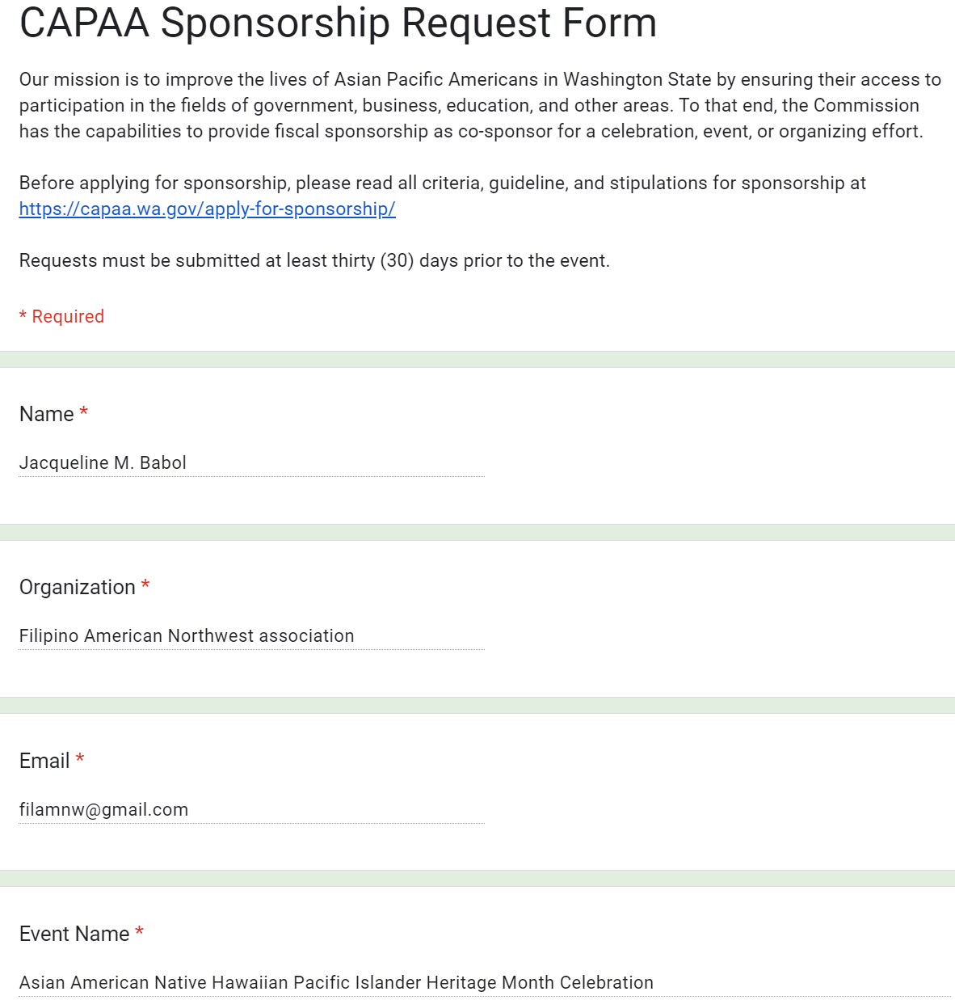 CAPAA Sponsorship Request Form
Our mission is to improve the lives of Asian Pacific Americans in Washington State by ensuring their access to
participation in the fields of government, business, education, and other areas. To that end, the Commission
has the capabilities to provide fiscal sponsorship as co-sponsor for a celebration, event, or organizing effort.
Before applying for sponsorship, please read all criteria, guideline, and stipulations for sponsorship at
https://capaa.wa.gov/apply-for-sponsorship/
Requests must be submitted at least thirty (30) days prior to the event.
* Required
Name *
Jacqueline M. Babol
Organization *
Filipino American Northwest association
Email *
filamnw@gmail.com
Event Name *
Asian American Native Hawaiian Pacific Islander Heritage Month Celebration